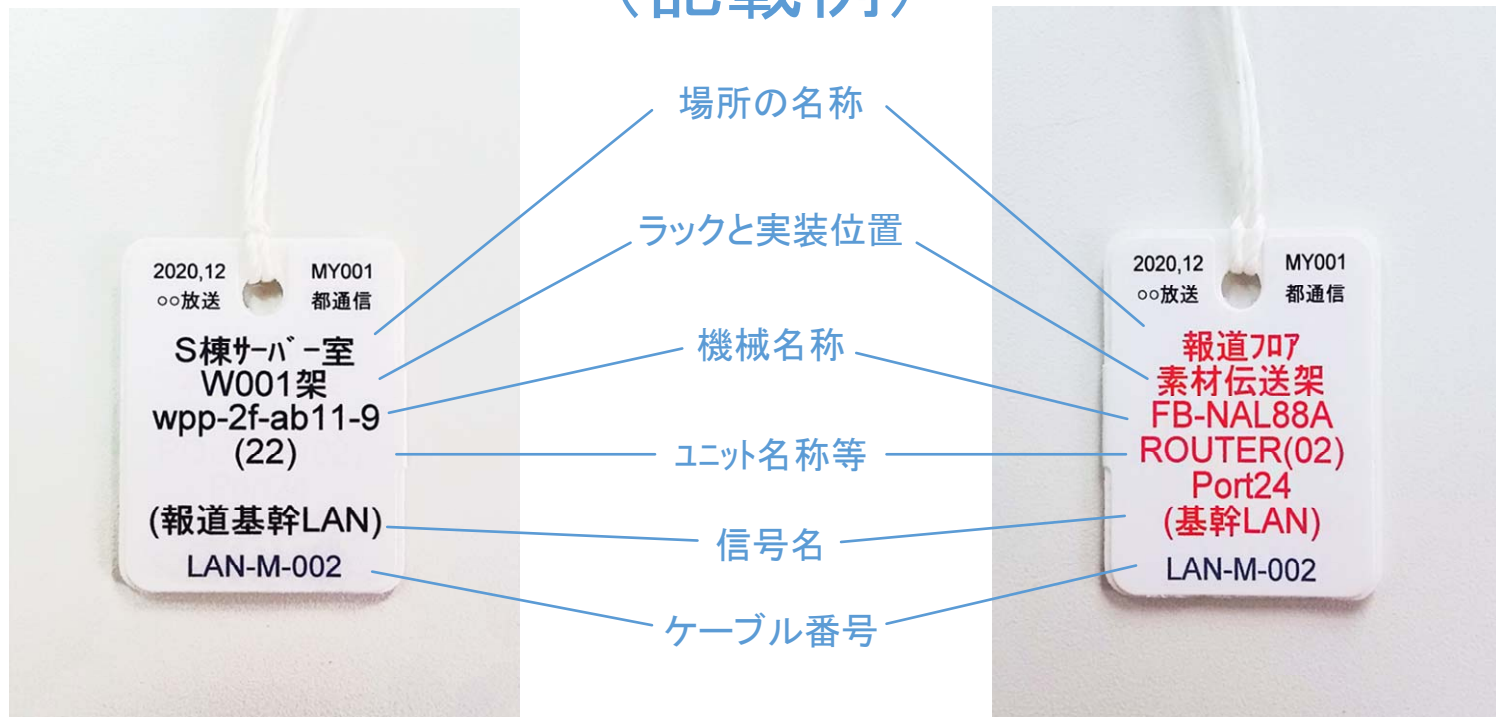 （記載例）
2020,12 MY001
○○放送 都通信
S棟ｻｰﾊﾞｰ室
W001架
wpp-2f-ab11-9
(22)
(報道基幹LAN)
LAN-M-002
場所の名称
ラックと実装位置
機械名称
ﾕﾆｯﾄ名称等
信号名
ケーブル番号
2020,12 MY001
○○放送 都通信
報道ﾌﾛｱ
素材伝送架
FB-NAL88A
ROUTER(02)
Port24
(基幹LAN)
LAN-M-002